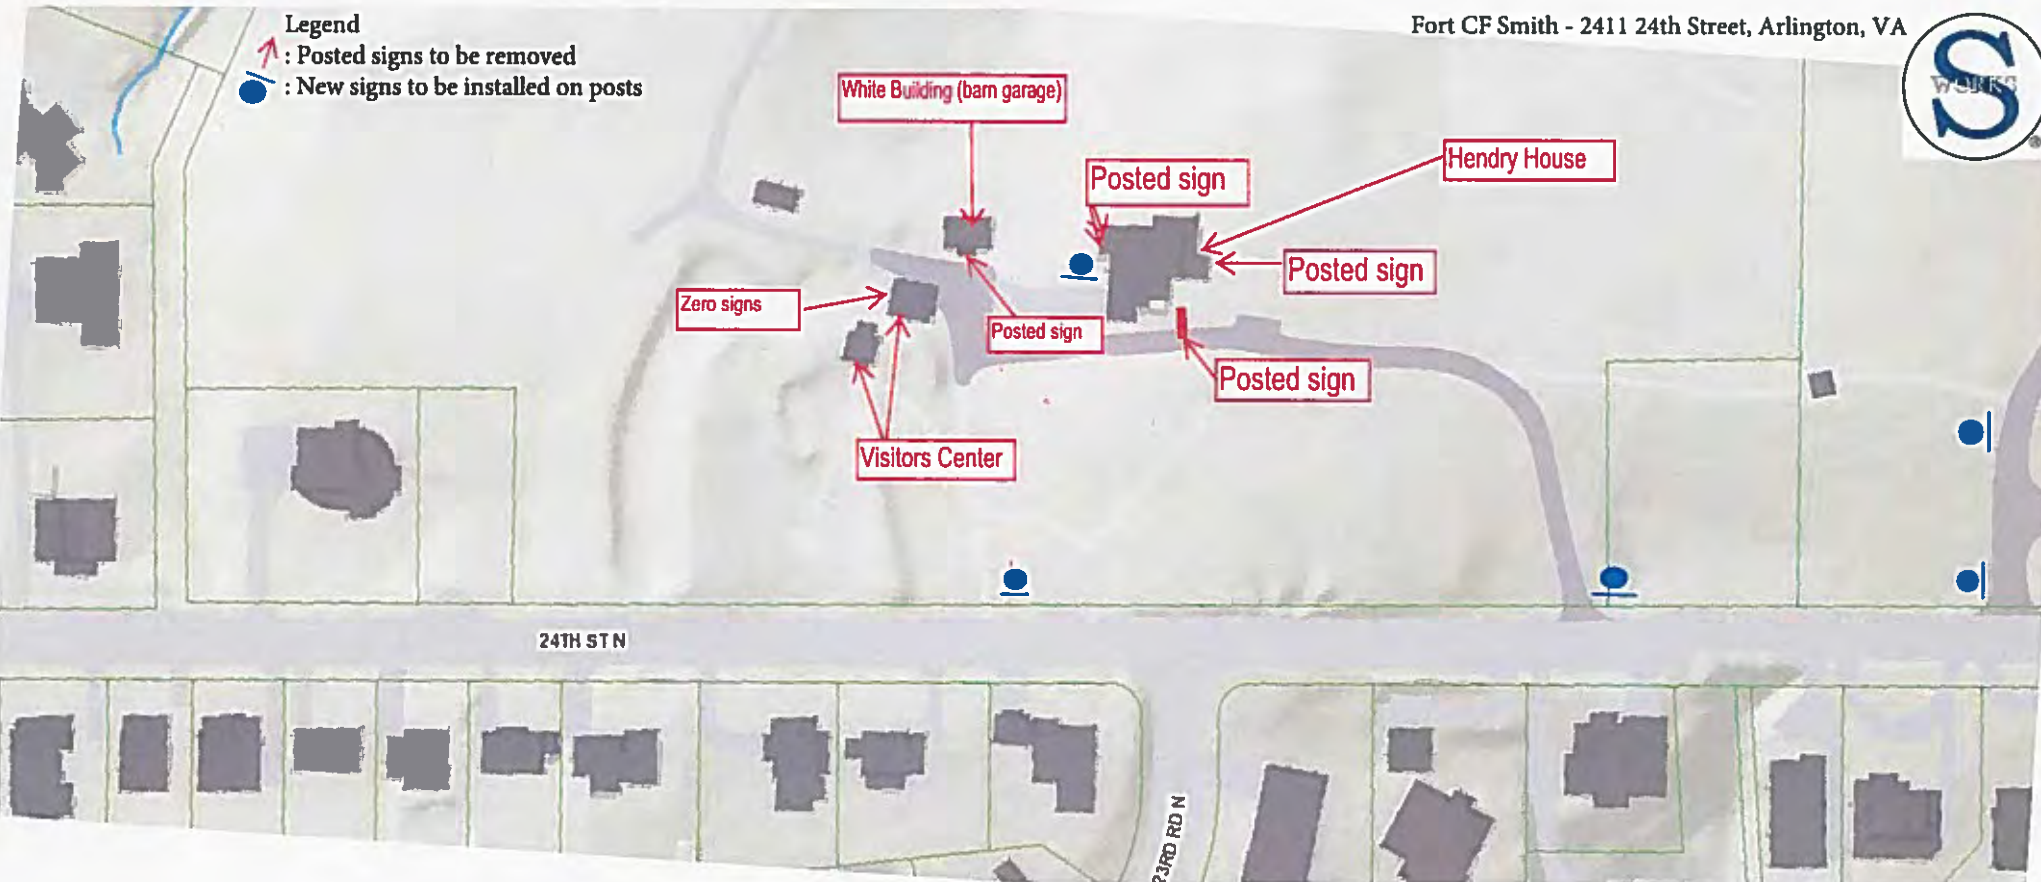 Legend
: Posted signs to be removed
: New signs to be installed on posts
Fort CF Smith - 2411 24th Street, Arlington, VA
S
WORKS
®
White Building (barn garage)
Posted sign
Hendry House
Posted sign
Zero signs
Posted sign
Posted sign
Visitors Center
24TH ST N
23RD RD N